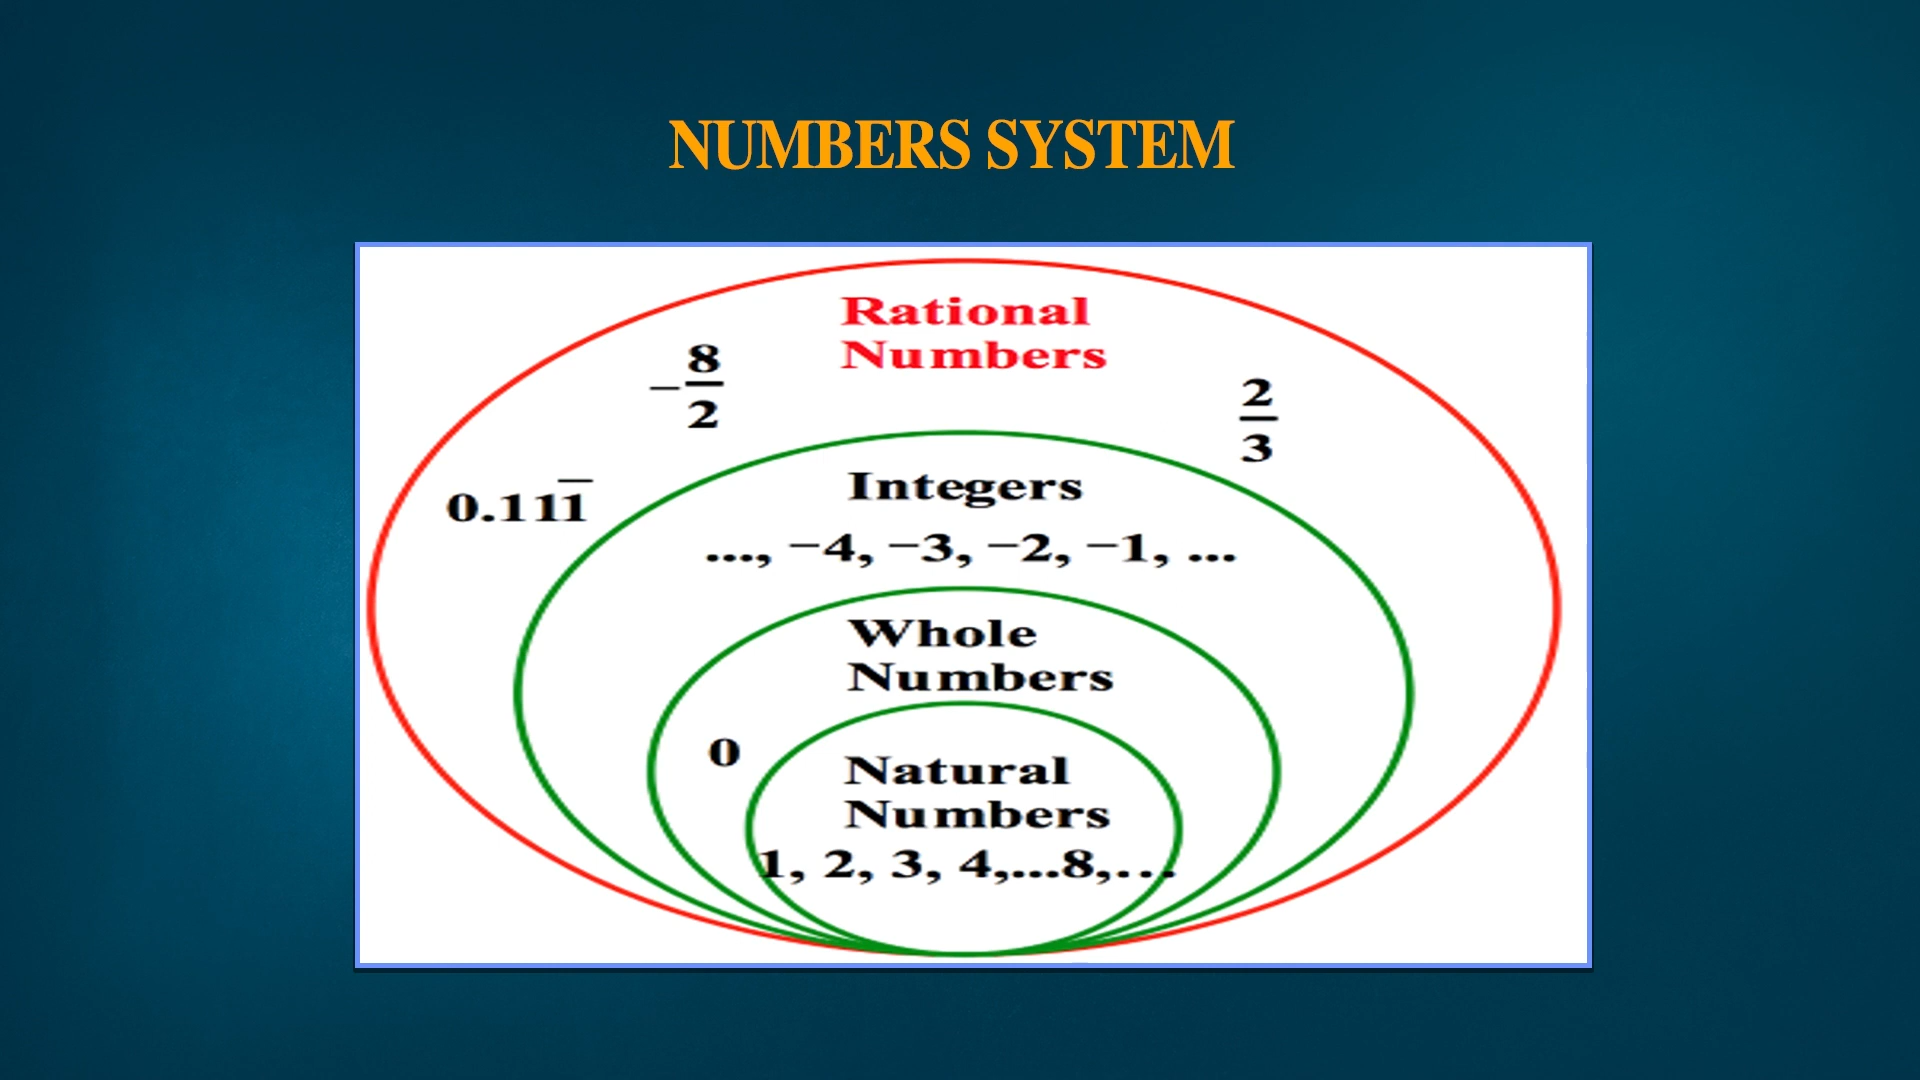 NUMBERS SYSTEM
Rational
Numbers
−8/2
2/3
0.111̅
Integers
..., −4, −3, −2, −1, ...
Whole
Numbers
0
Natural
Numbers
1, 2, 3, 4,...8,...